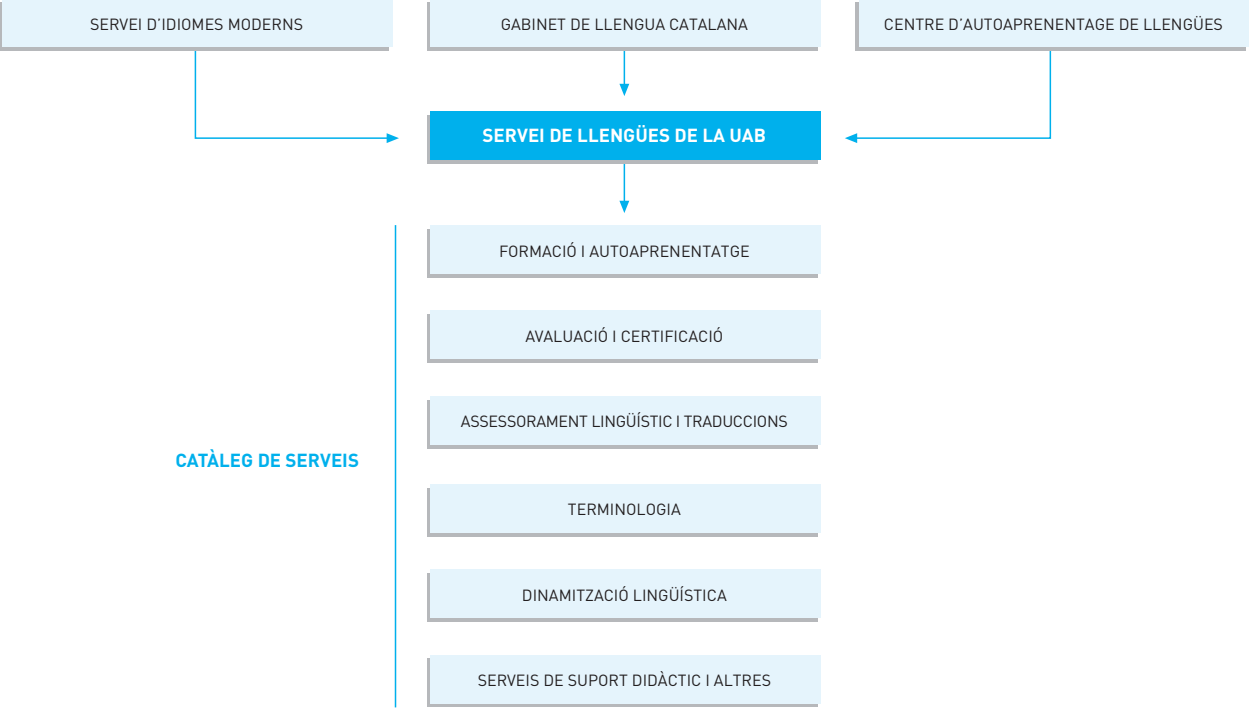 SERVEI D'IDIOMES MODERNS
GABINET DE LLENGUA CATALANA
CENTRE D'AUTOAPRENENTAGE DE LLENGÜES
SERVEI DE LLENGÜES DE LA UAB
FORMACIÓ I AUTOAPRENENTATGE
AVALUACIÓ I CERTIFICACIÓ
ASSESSORAMENT LINGÜÍSTIC I TRADUCCIONS
CATÀLEG DE SERVEIS
TERMINOLOGIA
DINAMITZACIÓ LINGÜÍSTICA
SERVEIS DE SUPORT DIDÀCTIC I ALTRES